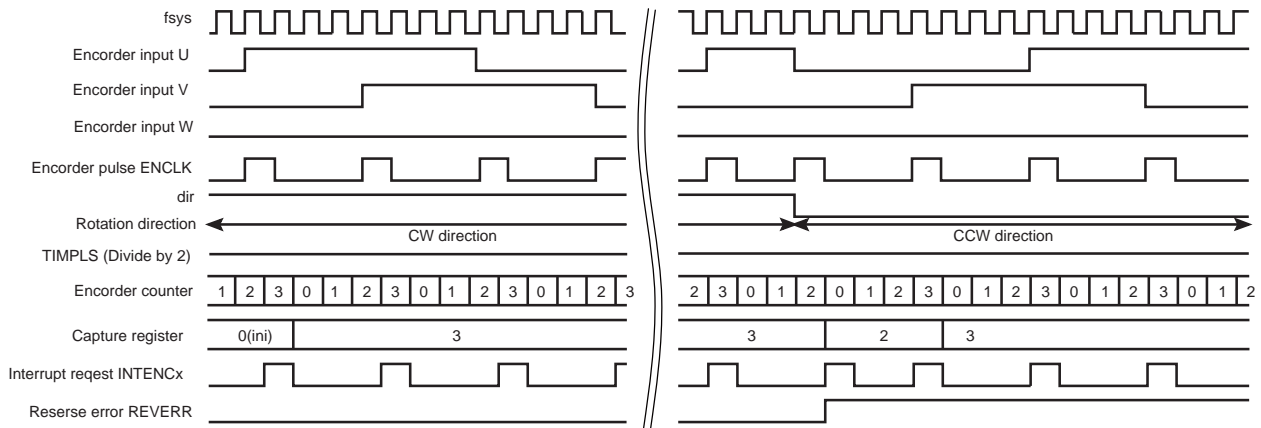 fsys
Encorder input U
Encorder input V
Encorder input W
Encorder pulse ENCLK
dir
Rotation direction
CW direction CCW direction
TIMPLS (Divide by 2)
Encorder counter 1 2 3 0 1 2 3 0 1 2 3 0 1 2 3 2 3 0 1 2 0 1 2 3 0 1 2 3 0 1 2 3 0 1 2
Capture register 0(ini) 3 3 2 3
Interrupt reqest INTENCx
Reserse error REVERR